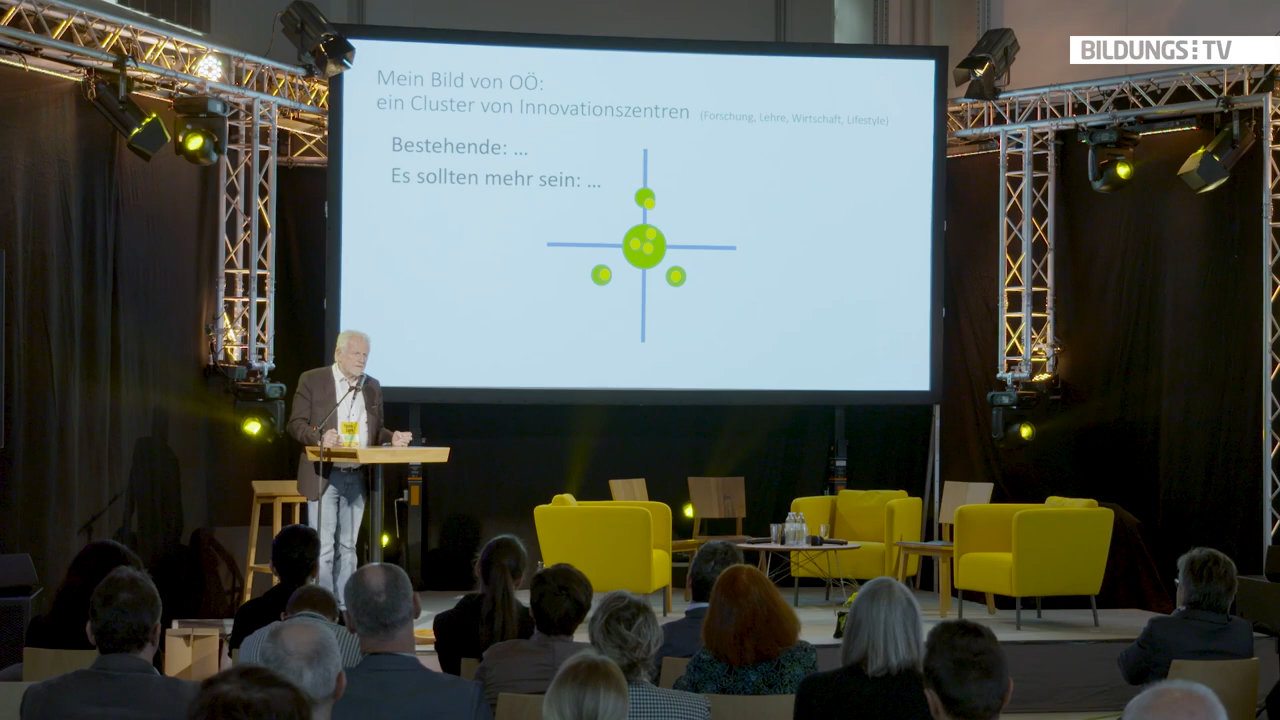 BILDUNGS:TV
Mein Bild von OÖ:
ein Cluster von Innovationszentren (Forschung, Lehre, Wirtschaft, Lifestyle)
Bestehende: ...
Es sollten mehr sein: ...